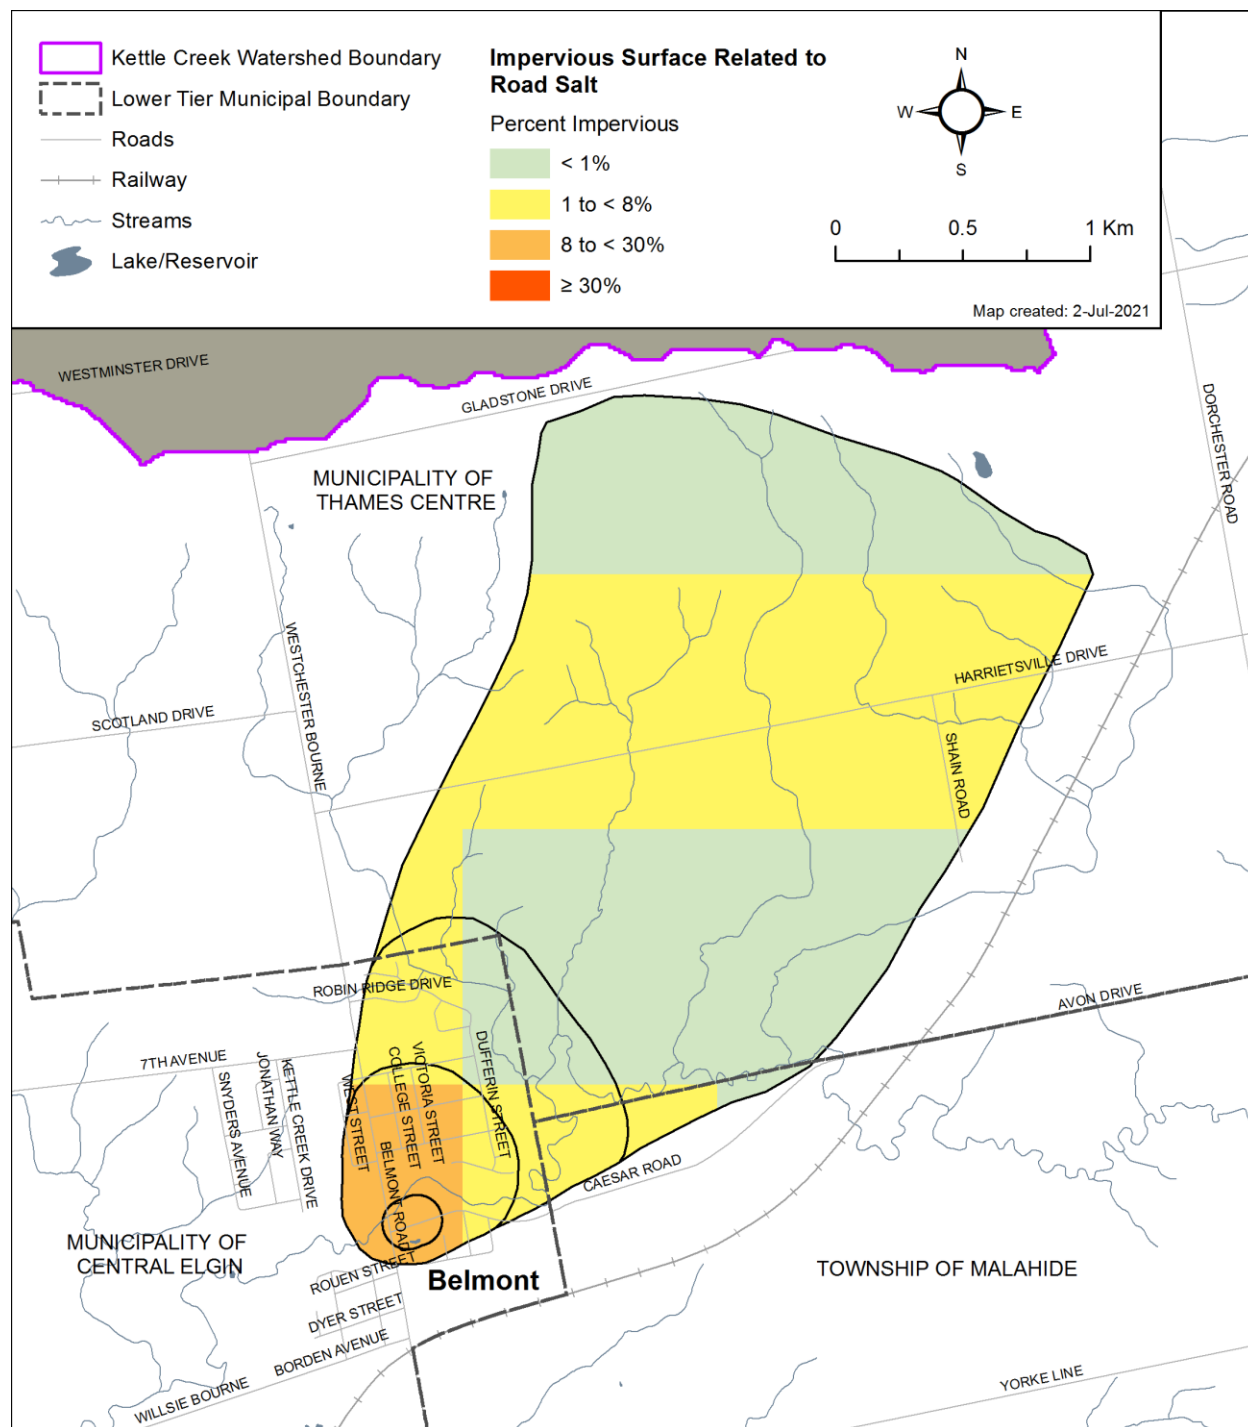 Kettle Creek Watershed Boundary
Lower Tier Municipal Boundary
Roads
Railway
Streams
Lake/Reservoir
Impervious Surface Related to
Road Salt
Percent Impervious
< 1%
1 to < 8%
8 to < 30%
≥ 30%
N
W
E
S
0
0.5
1 Km
Map created: 2-Jul-2021
WESTMINSTER DRIVE
GLADSTONE DRIVE
DORCHESTER ROAD
MUNICIPALITY OF
THAMES CENTRE
WESTCHESTER BOURNE
HARRIETSVILLE DRIVE
SCOTLAND DRIVE
SHAIN ROAD
ROBIN RIDGE DRIVE
AVON DRIVE
7TH AVENUE
SNYDERS AVENUE
JONATHAN WAY
KETTLE CREEK DRIVE
WEST STREET
COLLEGE STREET
VICTORIA STREET
DUFFERIN STREET
BELMONT ROAD
CAESAR ROAD
MUNICIPALITY OF
CENTRAL ELGIN
ROUEN STREET
Belmont
TOWNSHIP OF MALAHIDE
DYER STREET
BORDEN AVENUE
WILLSIE BOURNE
YORKE LINE